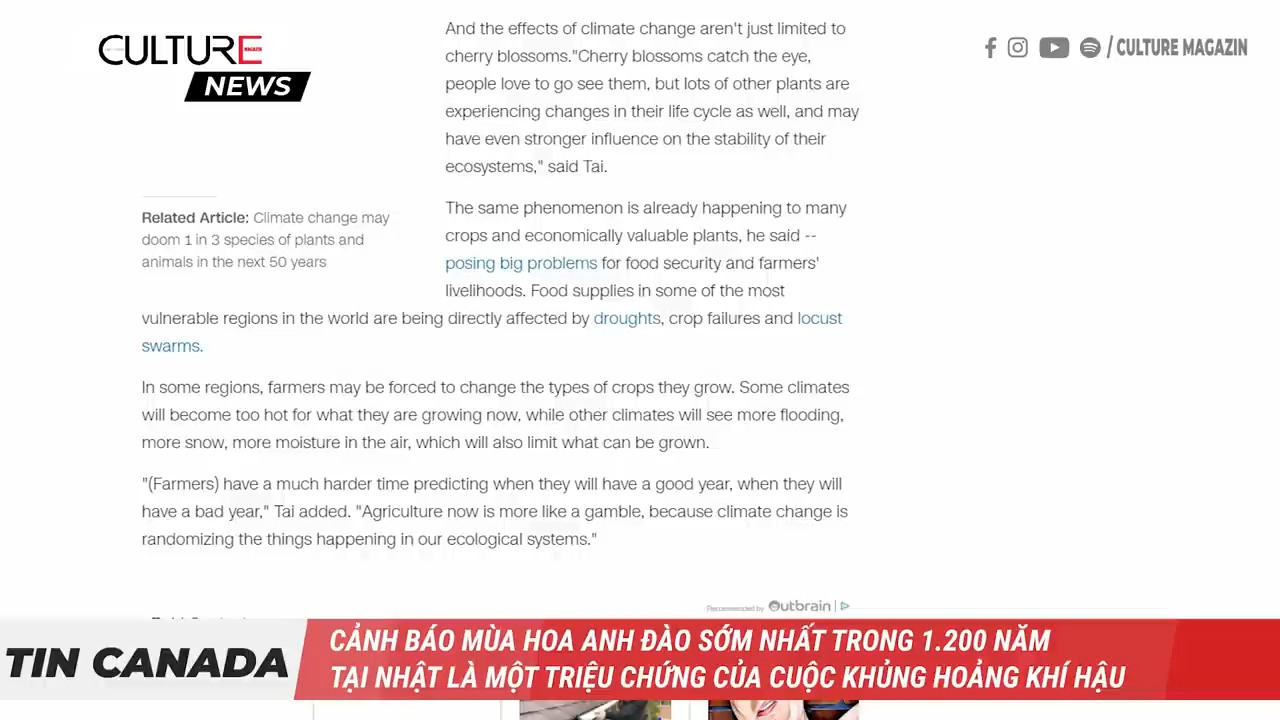 CULTURE
MAGAZIN
NEWS
/ CULTURE MAGAZIN
And the effects of climate change aren't just limited to
cherry blossoms."Cherry blossoms catch the eye,
people love to go see them, but lots of other plants are
experiencing changes in their life cycle as well, and may
have even stronger influence on the stability of their
ecosystems," said Tai.
Related Article: Climate change may
doom 1 in 3 species of plants and
animals in the next 50 years
The same phenomenon is already happening to many
crops and economically valuable plants, he said --
posing big problems for food security and farmers'
livelihoods. Food supplies in some of the most
vulnerable regions in the world are being directly affected by droughts, crop failures and locust
swarms.
In some regions, farmers may be forced to change the types of crops they grow. Some climates
will become too hot for what they are growing now, while other climates will see more flooding,
more snow, more moisture in the air, which will also limit what can be grown.
"(Farmers) have a much harder time predicting when they will have a good year, when they will
have a bad year," Tai added. "Agriculture now is more like a gamble, because climate change is
randomizing the things happening in our ecological systems."
Recommended by Outbrain
TIN CANADA
CẢNH BÁO MÙA HOA ANH ĐÀO SỚM NHẤT TRONG 1.200 NĂM
TẠI NHẬT LÀ MỘT TRIỆU CHỨNG CỦA CUỘC KHỦNG HOẢNG KHÍ HẬU